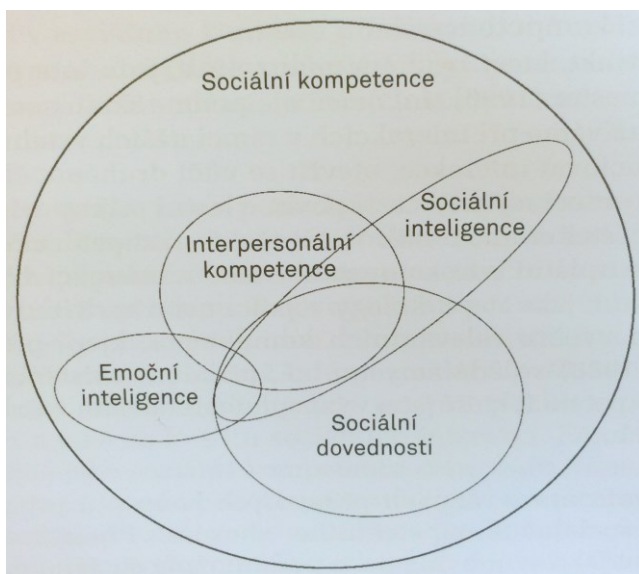 Sociální kompetence
Sociální
inteligence
Interpersonální
kompetence
Emoční
inteligence
Sociální
dovednosti